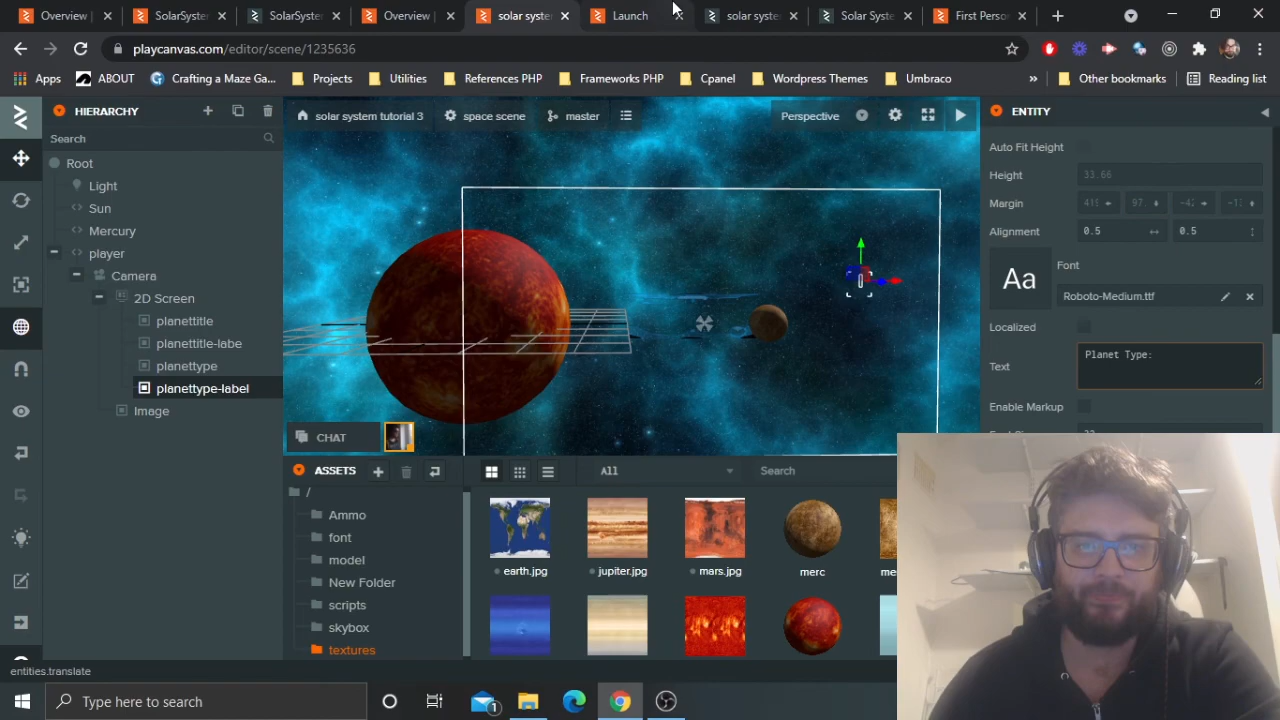 Overview | SolarSystem SolarSyste Overview | solar syste Launch solar syste Solar Syste First Perso
playcanvas.com/editor/scene/1235636
Apps ABOUT Crafting a Maze Ga... Projects Utilities References PHP Frameworks PHP Cpanel Wordpress Themes Umbraco » Other bookmarks Reading list
HIERARCHY
Search
Root
Light
Sun
Mercury
player
Camera
2D Screen
planettitle
planettitle-labe
planettype
planettype-label
Image
entities.translate
solar system tutorial 3 space scene master Perspective
CHAT
ASSETS All Search
/
Ammo
font
model
New Folder
scripts
skybox
textures
earth.jpg jupiter.jpg mars.jpg merc
ENTITY
Auto Fit Height
Height 33.66
Margin
Alignment 0.5 0.5
Aa
Font
Roboto-Medium.ttf
Localized
Text Planet Type:
Enable Markup
Type here to search
1